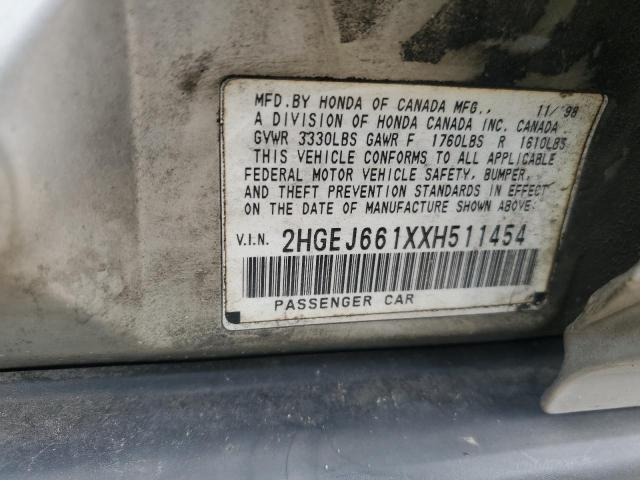 MFD.BY HONDA OF CANADA MFG., 11/'98
A DIVISION OF HONDA CANADA INC. CANADA
GVWR 3330LBS GAWR F 1760LBS R 1610LBS
THIS VEHICLE CONFORMS TO ALL APPLICABLE
FEDERAL MOTOR VEHICLE SAFETY, BUMPER,
AND THEFT PREVENTION STANDARDS IN EFFECT
ON THE DATE OF MANUFACTURE SHOWN ABOVE.
V.I.N. 2HGEJ661XXH511454
PASSENGER CAR